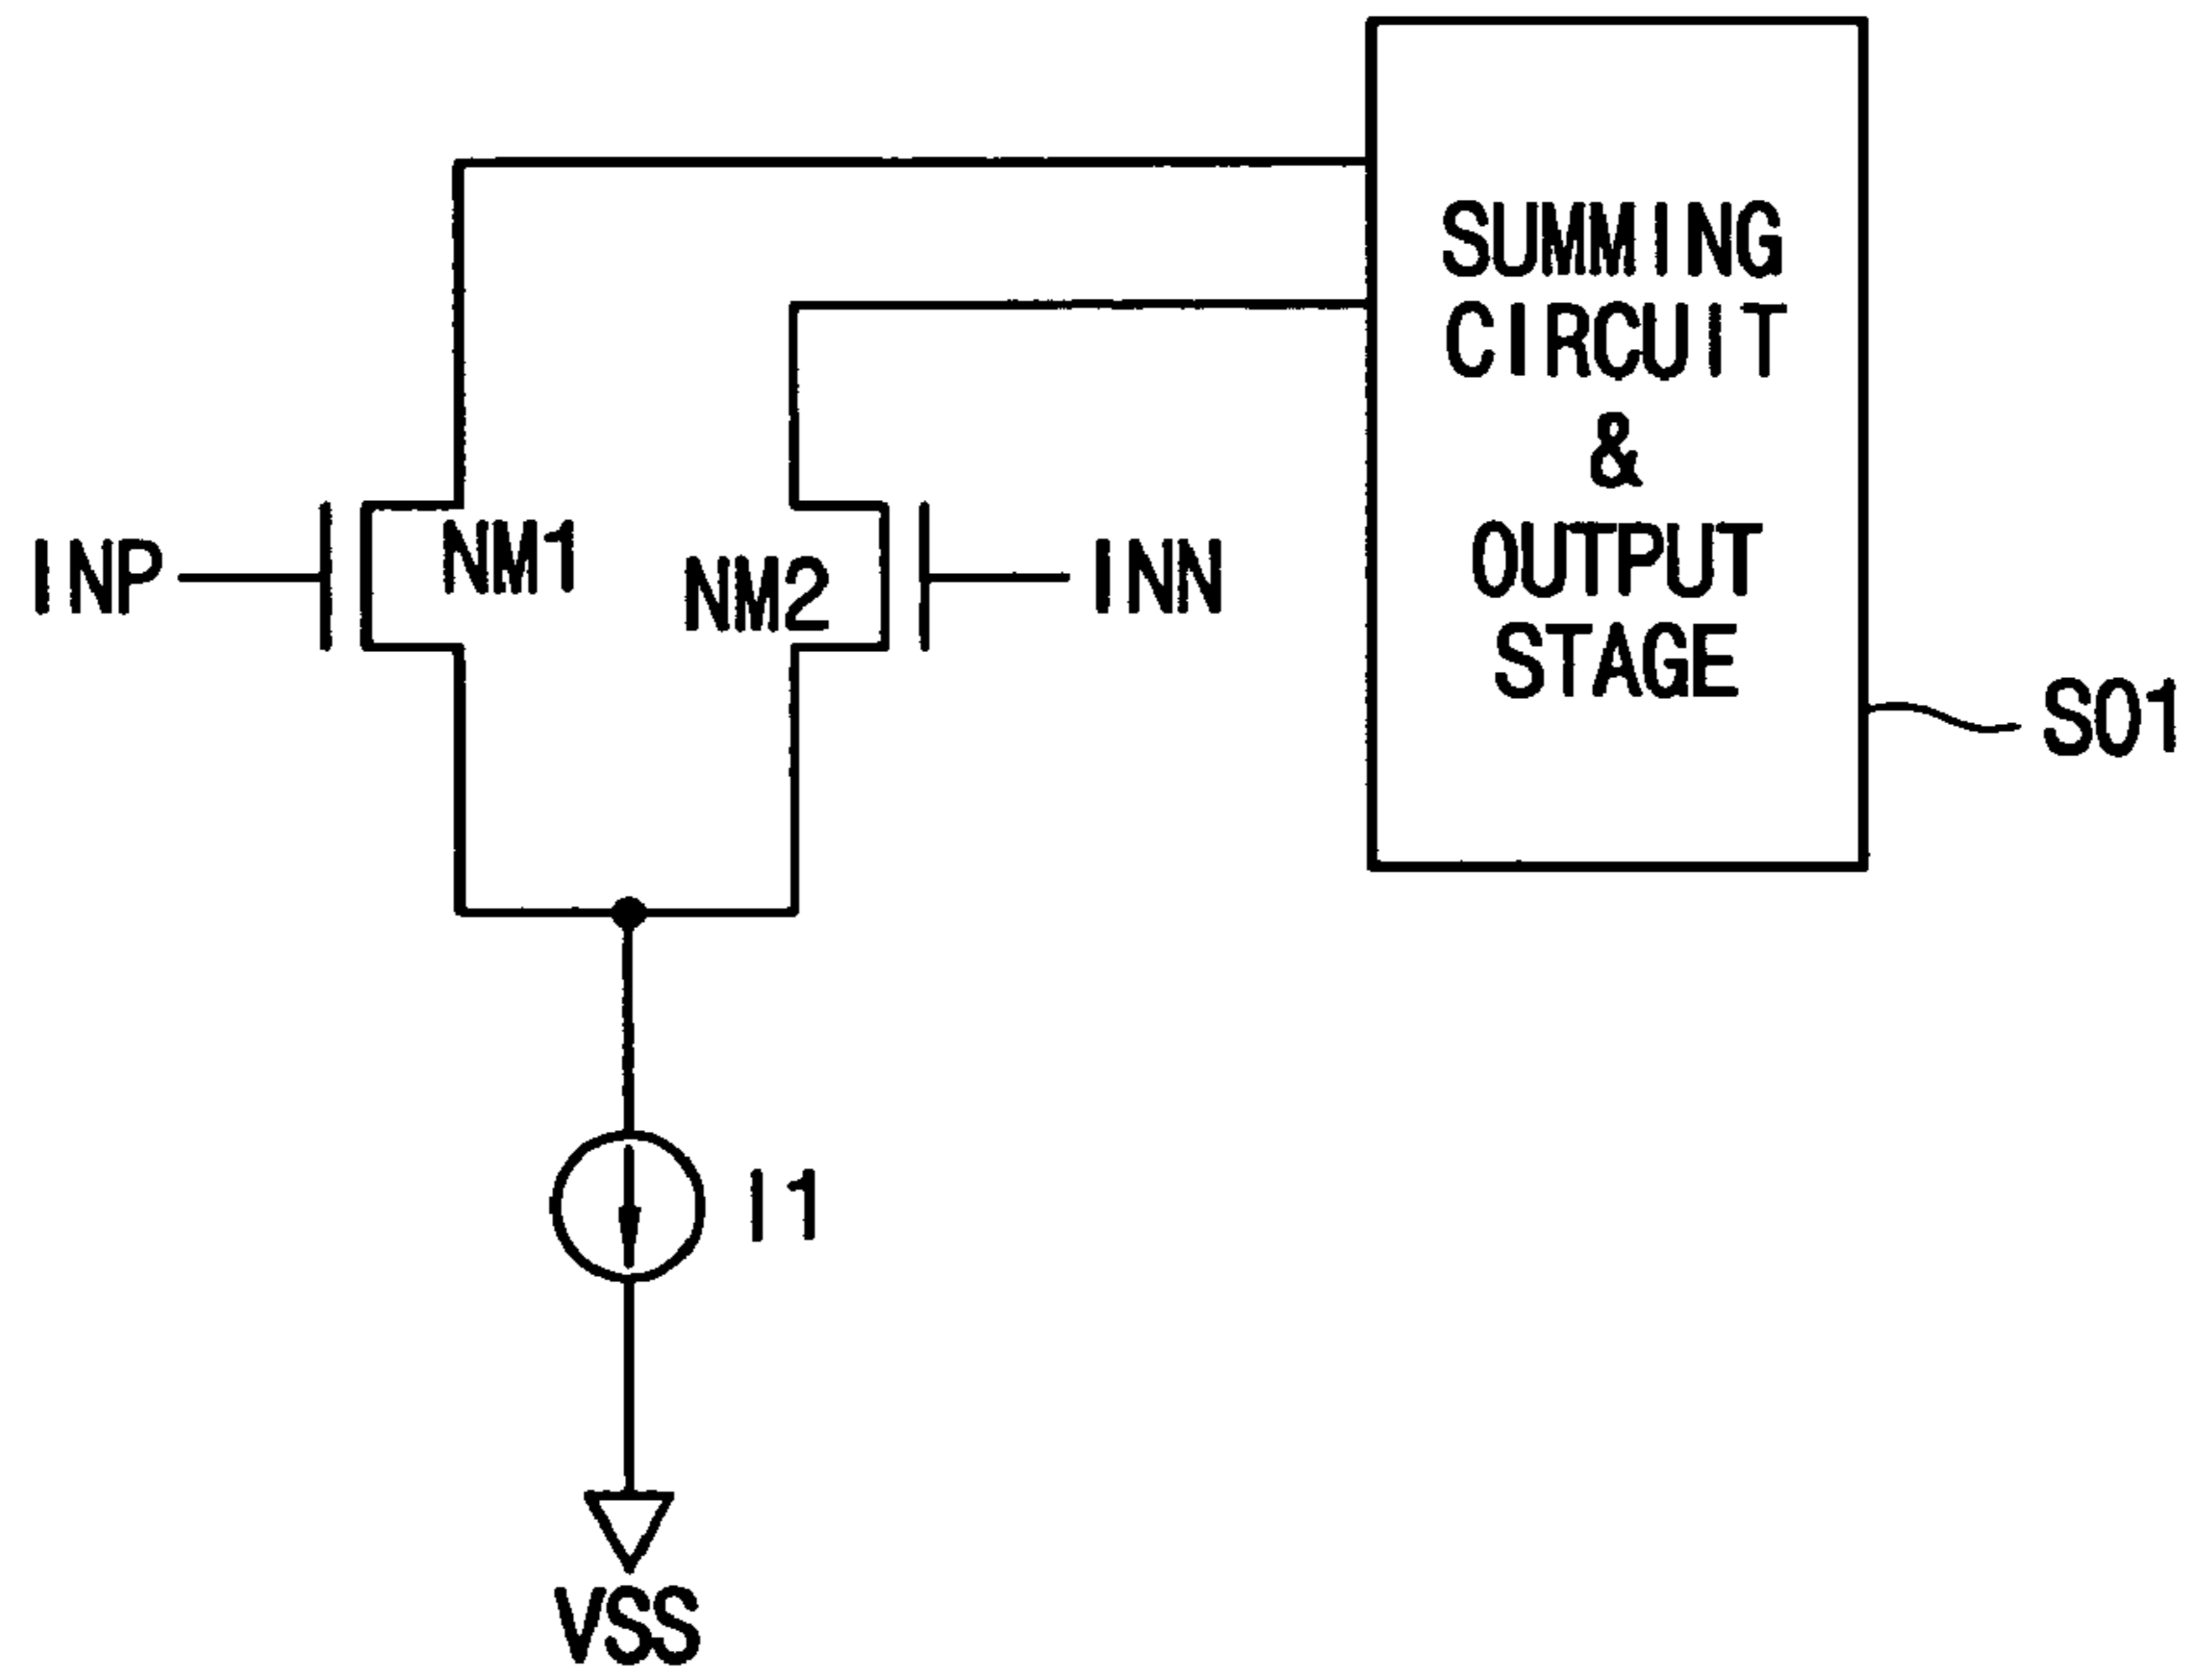 SUMMING
CIRCUIT
&
OUTPUT
STAGE
INP
NM1
NM2
INN
SO1
I1
VSS